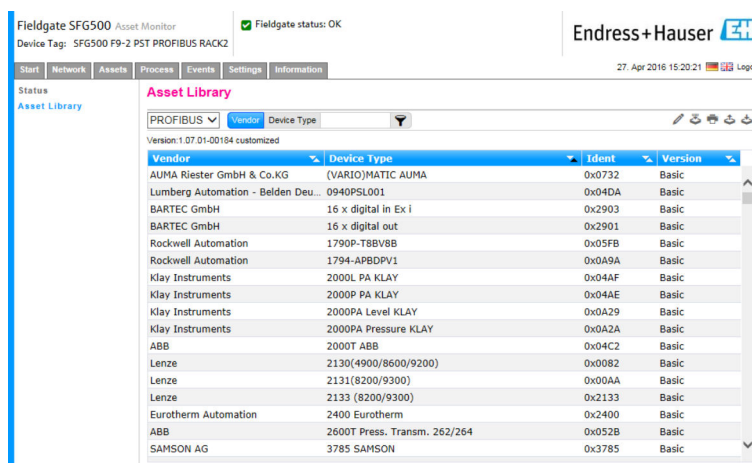 Fieldgate SFG500 Asset Monitor
Device Tag: SFG500 F9-2 PST PROFIBUS RACK2
Fieldgate status: OK
Endress+Hauser EH
Start Network Assets Process Events Settings Information
27. Apr 2016 15:20:21
Status
Asset Library
Asset Library
PROFIBUS Vendor Device Type
Version:1.07.01-00184 customized
Vendor Device Type Ident Version
AUMA Riester GmbH & Co.KG (VARIO)MATIC AUMA 0x0732 Basic
Lumberg Automation - Belden Deu... 0940PSL001 0x04DA Basic
BARTEC GmbH 16 x digital in Ex i 0x2903 Basic
BARTEC GmbH 16 x digital out 0x2901 Basic
Rockwell Automation 1790P-T8BV8B 0x05FB Basic
Rockwell Automation 1794-APBDPV1 0x0A9A Basic
Klay Instruments 2000L PA KLAY 0x04AF Basic
Klay Instruments 2000P PA KLAY 0x04AE Basic
Klay Instruments 2000PA Level KLAY 0x0A29 Basic
Klay Instruments 2000PA Pressure KLAY 0x0A2A Basic
ABB 2000T ABB 0x04C2 Basic
Lenze 2130(4900/8600/9200) 0x0082 Basic
Lenze 2131(8200/9300) 0x00AA Basic
Lenze 2133 (8200/9300) 0x2133 Basic
Eurotherm Automation 2400 Eurotherm 0x2400 Basic
ABB 2600T Press. Transm. 262/264 0x052B Basic
SAMSON AG 3785 SAMSON 0x3785 Basic